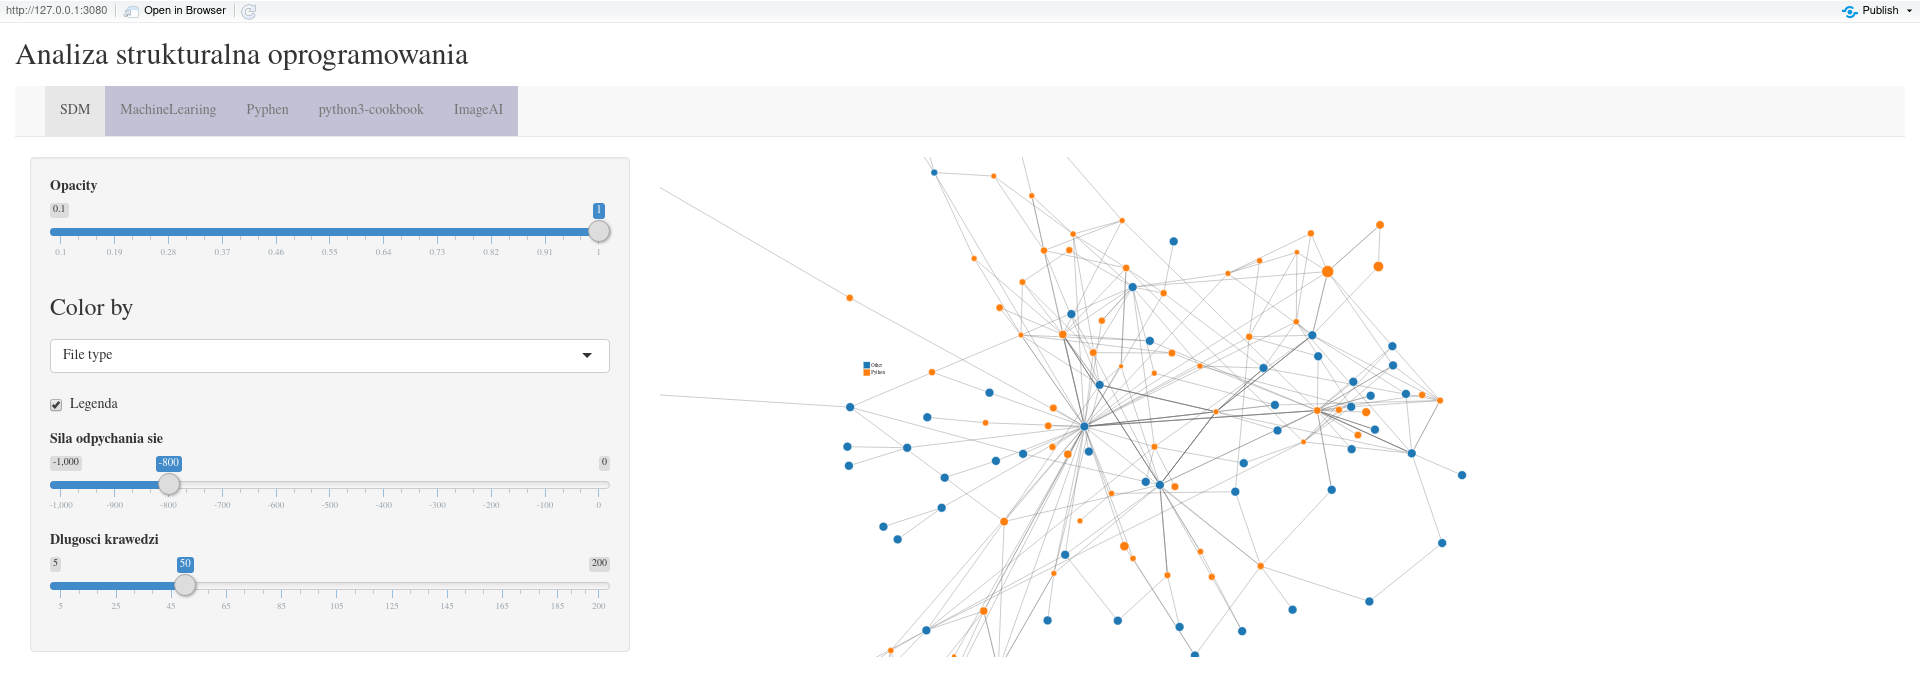 http://127.0.0.1:3080 Open in Browser Publish
Analiza strukturalna oprogramowania
SDM MachineLeariing Pyphen python3-cookbook ImageAI
Opacity
0.1 1
0.1 0.19 0.28 0.37 0.46 0.55 0.64 0.73 0.82 0.91 1
Color by
File type
Legenda
Sila odpychania sie
-1,000 -800 0
-1,000 -900 -800 -700 -600 -500 -400 -300 -200 -100 0
Dlugosci krawedzi
5 50 200
5 25 45 65 85 105 125 145 165 185 200
Other
Python